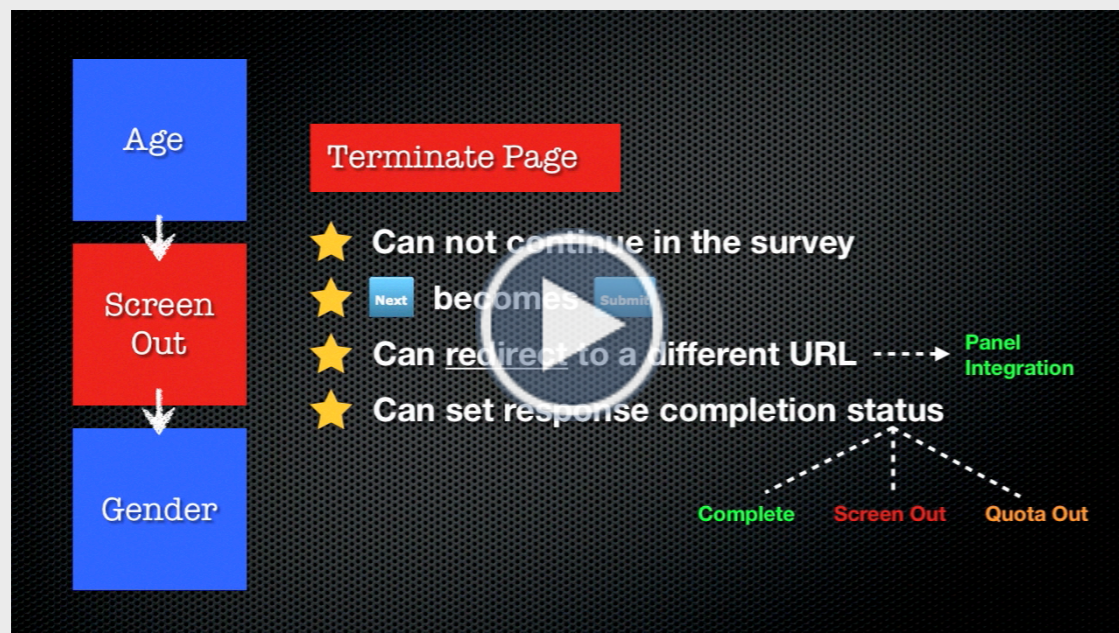 Age
Screen
Out
Gender
Terminate Page
Can not continue in the survey
Next becomes Submit
Can redirect to a different URL
Panel
Integration
Can set response completion status
Complete
Screen Out
Quota Out